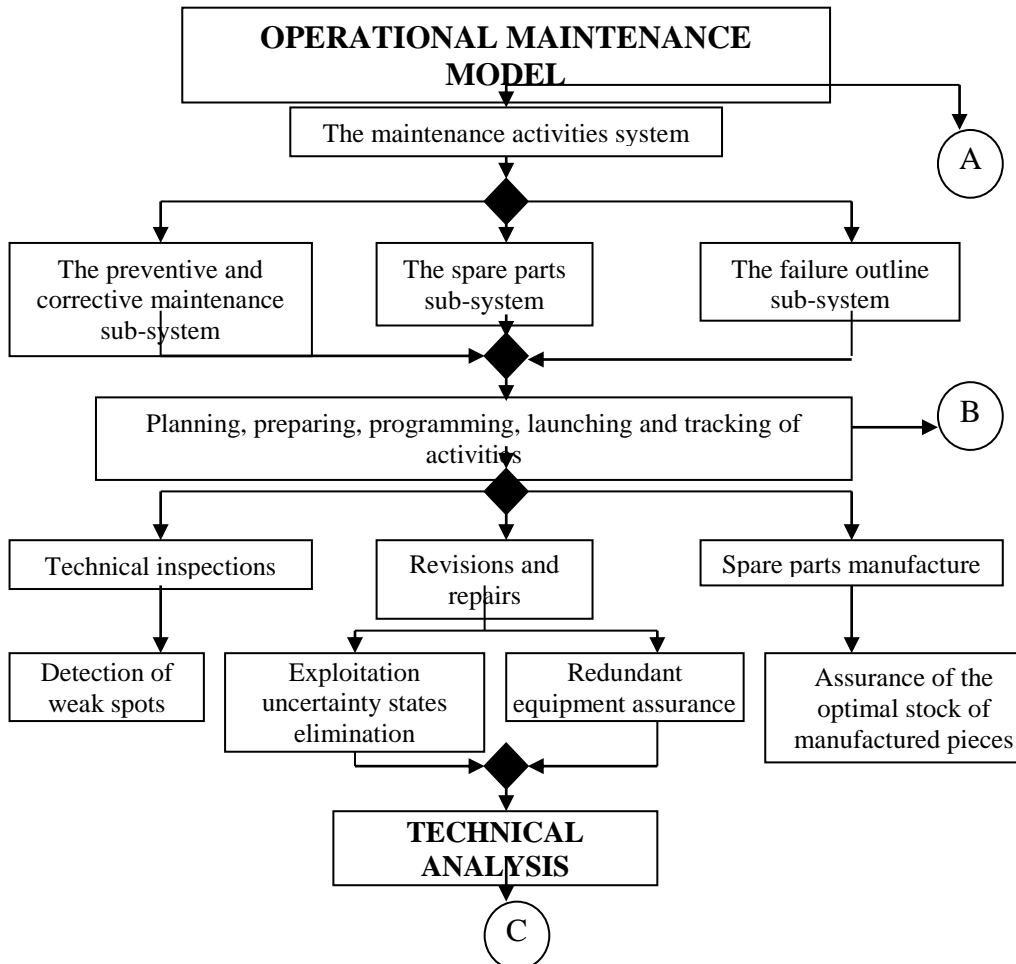 OPERATIONAL MAINTENANCE
MODEL
The maintenance activities system
A
The preventive and
corrective maintenance
sub-system
The spare parts
sub-system
The failure outline
sub-system
Planning, preparing, programming, launching and tracking of
activities
B
Technical inspections
Revisions and
repairs
Spare parts manufacture
Detection of
weak spots
Exploitation
uncertainty states
elimination
Redundant
equipment assurance
Assurance of the
optimal stock of
manufactured pieces
TECHNICAL
ANALYSIS
C